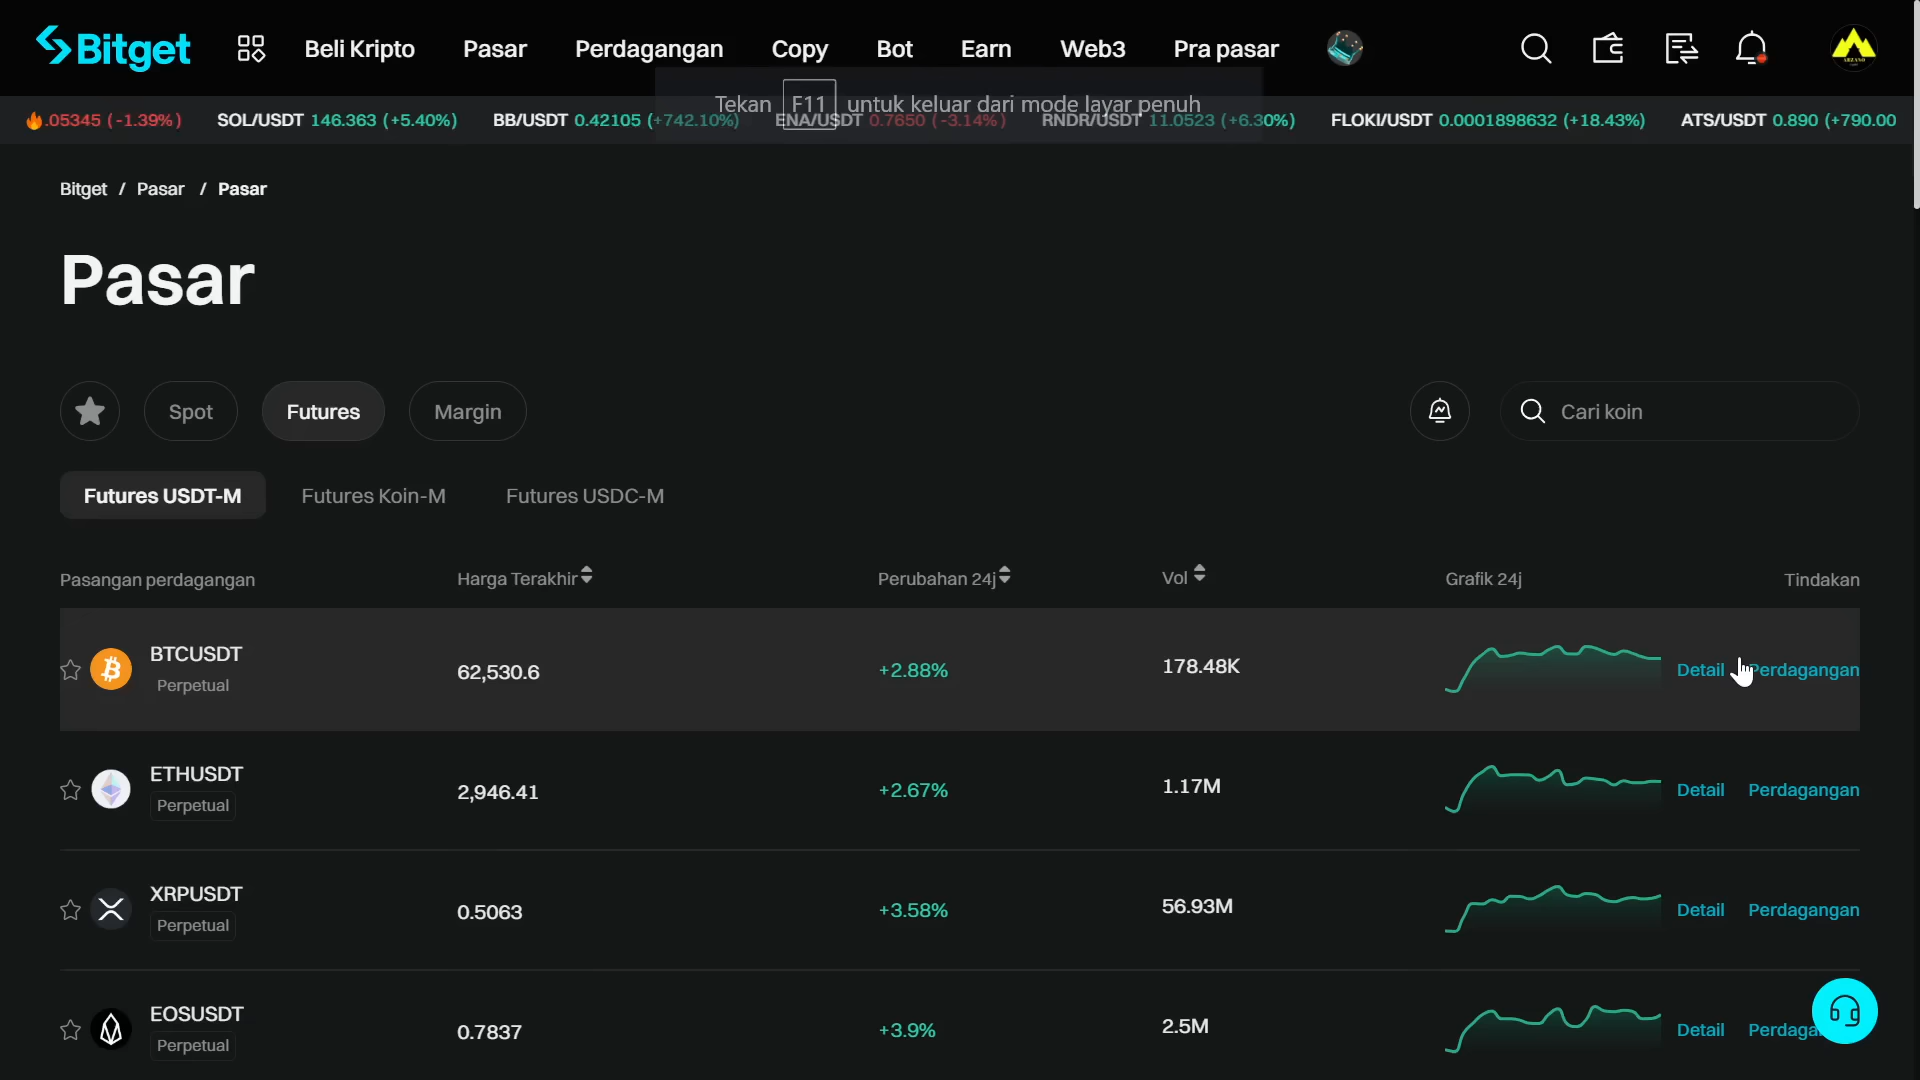 Bitget
Beli Kripto
Pasar
Perdagangan
Copy
Bot
Earn
Web3
Pra pasar
ARZANO
Tekan F11 untuk keluar dari mode layar penuh
.05345 (-1.39%)
SOL/USDT 146.363 (+5.40%)
BB/USDT 0.42105 (+742.10%)
ENA/USDT 0.7650 (-3.14%)
RNDR/USDT 11.0523 (+6.30%)
FLOKI/USDT 0.0001898632 (+18.43%)
ATS/USDT 0.890 (+790.00
Bitget / Pasar / Pasar
Pasar
Spot
Futures
Margin
Cari koin
Futures USDT-M
Futures Koin-M
Futures USDC-M
Pasangan perdagangan
Harga Terakhir
Perubahan 24j
Vol
Grafik 24j
Tindakan
BTCUSDT
Perpetual
62,530.6
+2.88%
178.48K
Detail
Perdagangan
ETHUSDT
Perpetual
2,946.41
+2.67%
1.17M
Detail
Perdagangan
XRPUSDT
Perpetual
0.5063
+3.58%
56.93M
Detail
Perdagangan
EOSUSDT
Perpetual
0.7837
+3.9%
2.5M
Detail
Perdaga